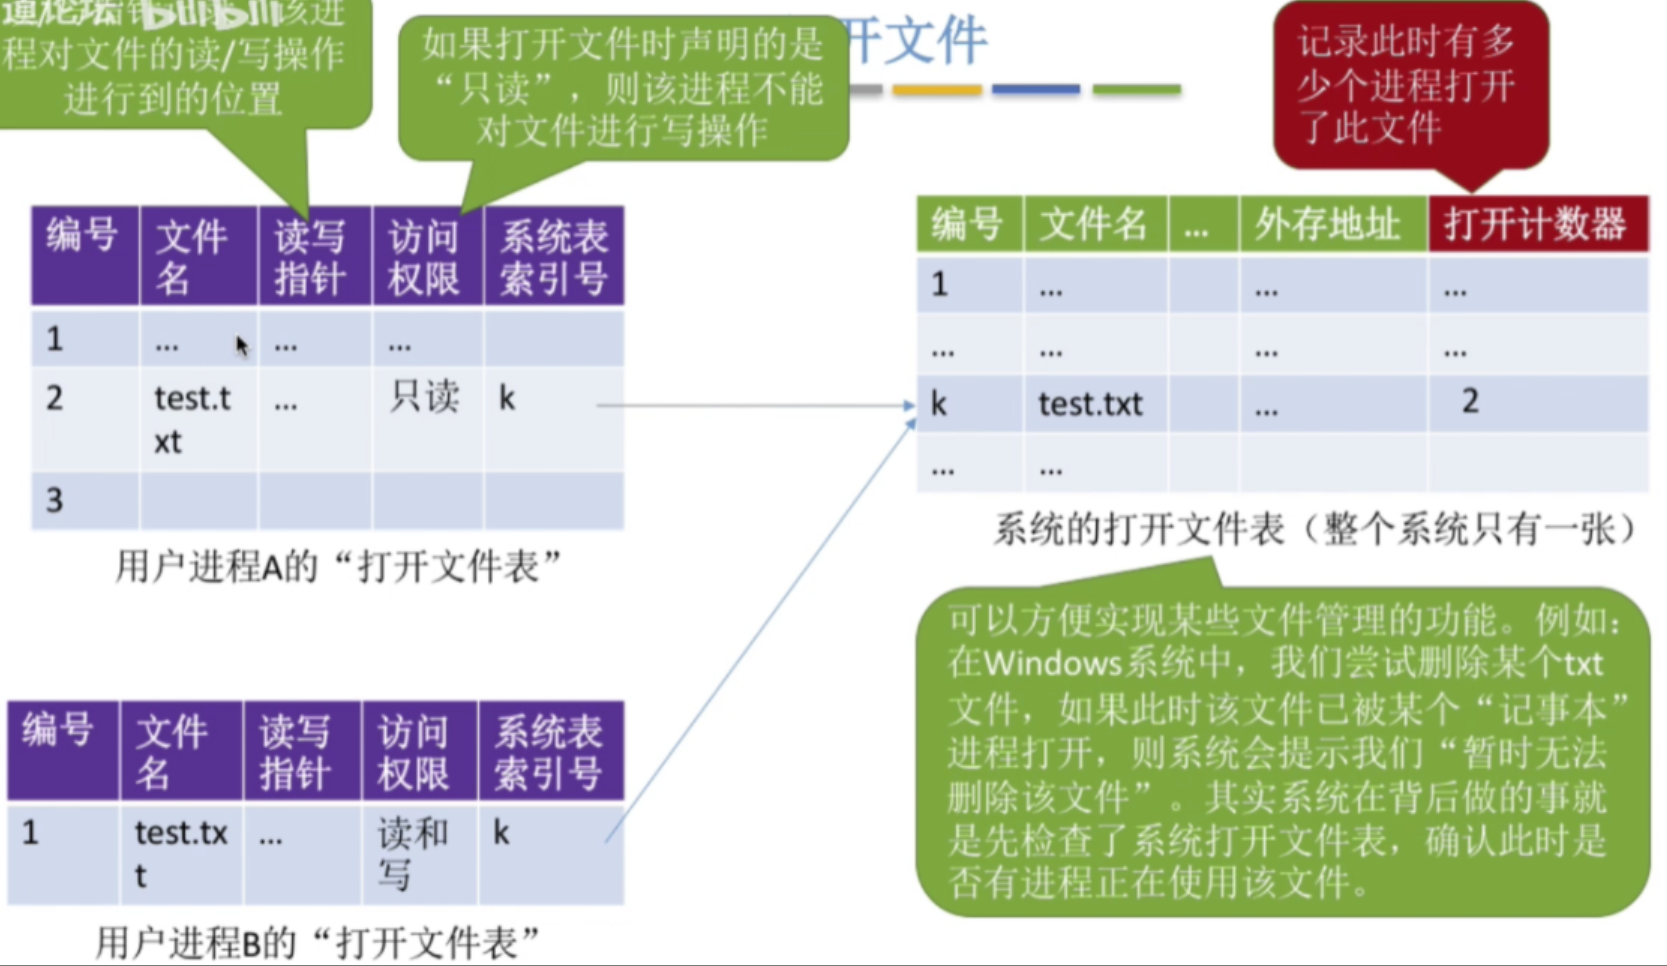 道论坛 bilibili 该进
程对文件的读/写操作
进行到的位置
如果打开文件时声明的是
“只读”，则该进程不能
对文件进行写操作
开文件
记录此时有多
少个进程打开
了此文件
编号 文件名 读写指针 访问权限 系统表索引号
1 ... ... ...
2 test.txt ... 只读 k
3
用户进程A的“打开文件表”
编号 文件名 ... 外存地址 打开计数器
1 ... ... ...
... ... ... ...
k test.txt ... 2
... ...
系统的打开文件表（整个系统只有一张）
可以方便实现某些文件管理的功能。例如：
在Windows系统中，我们尝试删除某个txt
文件，如果此时该文件已被某个“记事本”
进程打开，则系统会提示我们“暂时无法
删除该文件”。其实系统在背后做的事就
是先检查了系统打开文件表，确认此时是
否有进程正在使用该文件。
编号 文件名 读写指针 访问权限 系统表索引号
1 test.txt ... 读和写 k
用户进程B的“打开文件表”